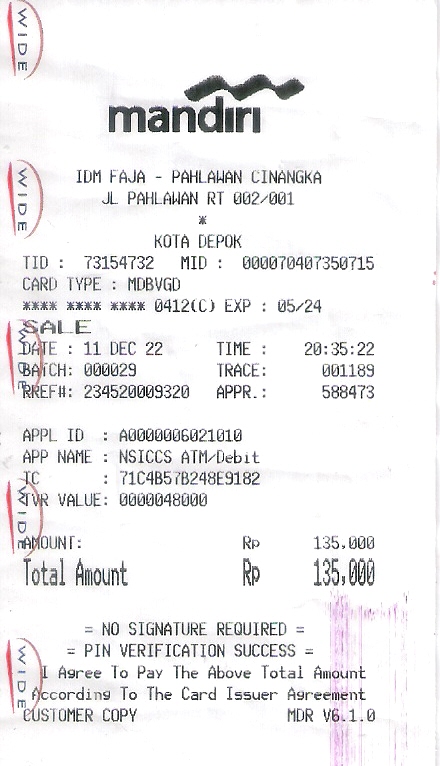 mandiri
IDM FAJA - PAHLAWAN CINANGKA
JL PAHLAWAN RT 002/001
*
KOTA DEPOK
TID : 73154732 MID : 000070407350715
CARD TYPE : MDBVGD
**** **** **** 0412(C) EXP : 05/24
SALE
DATE : 11 DEC 22 TIME : 20:35:22
BATCH: 000029 TRACE: 001189
RREF#: 234520009320 APPR.: 588473
APPL ID : A0000006021010
APP NAME : NSICCS ATM/Debit
TC : 71C4B57B248E9182
TVR VALUE: 0000048000
AMOUNT: Rp 135,000
Total Amount Rp 135,000
= NO SIGNATURE REQUIRED =
= PIN VERIFICATION SUCCESS =
I Agree To Pay The Above Total Amount
According To The Card Issuer Agreement
CUSTOMER COPY MDR V6.1.0
WIDE
WIDE
WIDE
WIDE
WIDE